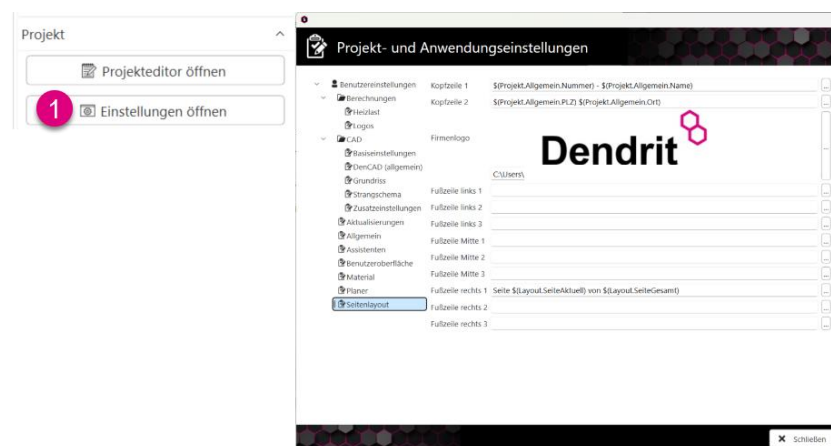 Projekt
Projekteditor öffnen
1
Einstellungen öffnen
Projekt- und Anwendungseinstellungen
Benutzereinstellungen
Berechnungen
Heizlast
Logos
CAD
Basiseinstellungen
DenCAD (allgemein)
Grundriss
Strangschema
Zusatzeinstellungen
Aktualisierungen
Allgemein
Assistenten
Benutzeroberfläche
Material
Planer
Seitenlayout
Kopfzeile 1 $(Projekt.Allgemein.Nummer) - $(Projekt.Allgemein.Name) ...
Kopfzeile 2 $(Projekt.Allgemein.PLZ) $(Projekt.Allgemein.Ort) ...
Firmenlogo Dendrit ...
C:\Users\
Fußzeile links 1 ...
Fußzeile links 2 ...
Fußzeile links 3 ...
Fußzeile Mitte 1 ...
Fußzeile Mitte 2 ...
Fußzeile Mitte 3 ...
Fußzeile rechts 1 Seite $(Layout.SeiteAktuell) von $(Layout.SeiteGesamt) ...
Fußzeile rechts 2 ...
Fußzeile rechts 3 ...
Schließen